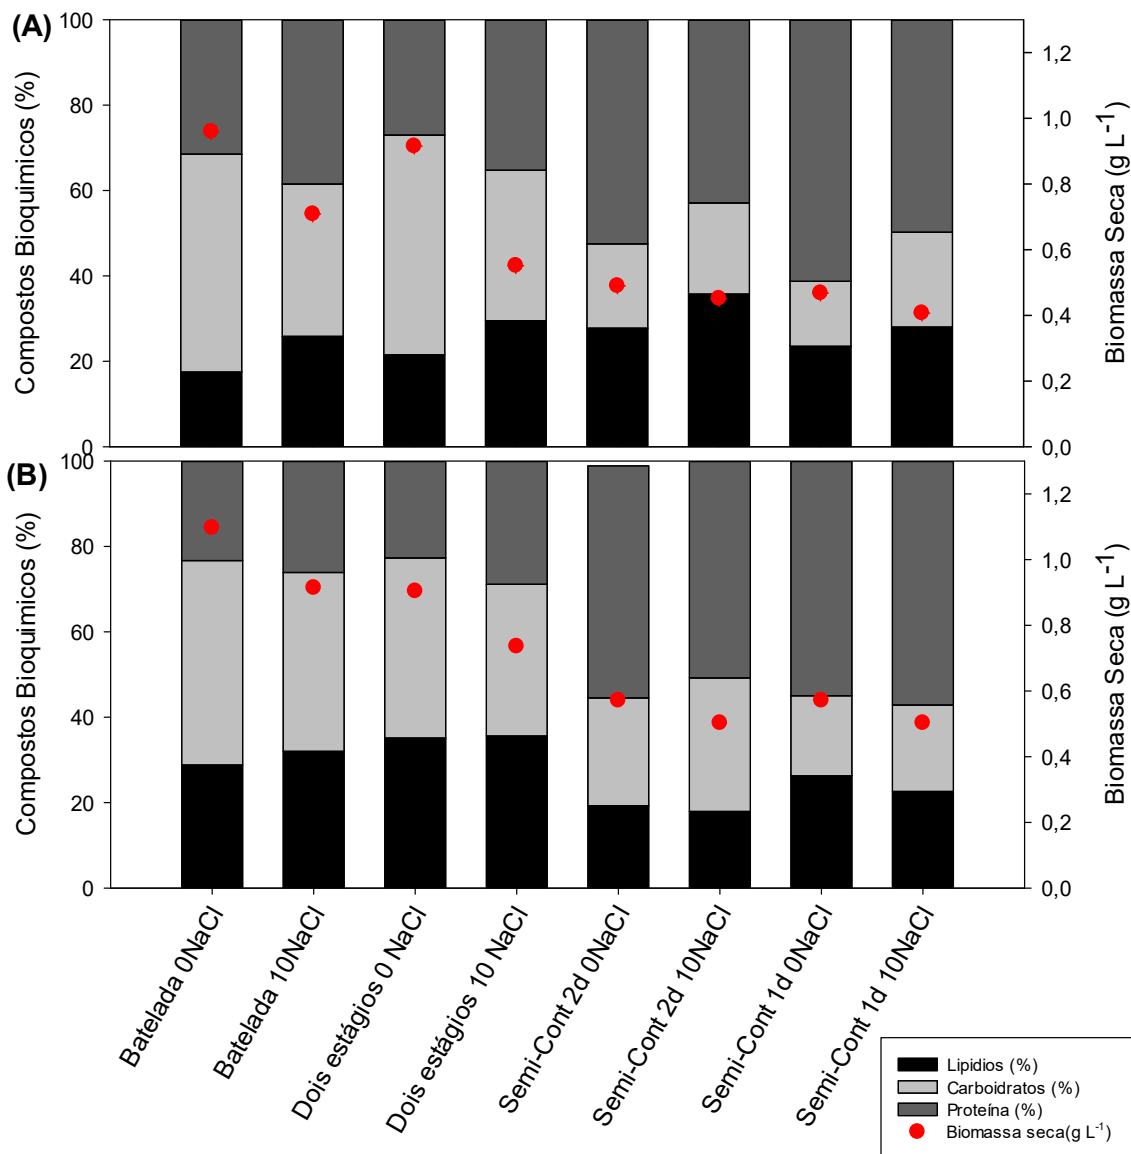 (A)
Compostos Bioquimicos (%)
100
80
60
40
20
0
1,2
1,0
0,8
0,6
0,4
0,2
0,0
Biomassa Seca (g L-1)
(B)
Compostos Bioquimicos (%)
100
80
60
40
20
0
1,2
1,0
0,8
0,6
0,4
0,2
0,0
Biomassa Seca (g L-1)
Batelada 0NaCl
Batelada 10NaCl
Dois estágios 0 NaCl
Dois estágios 10 NaCl
Semi-Cont 2d 0NaCl
Semi-Cont 2d 10NaCl
Semi-Cont 1d 0NaCl
Semi-Cont 1d 10NaCl
Lipidios (%)
Carboidratos (%)
Proteína (%)
Biomassa seca(g L-1)